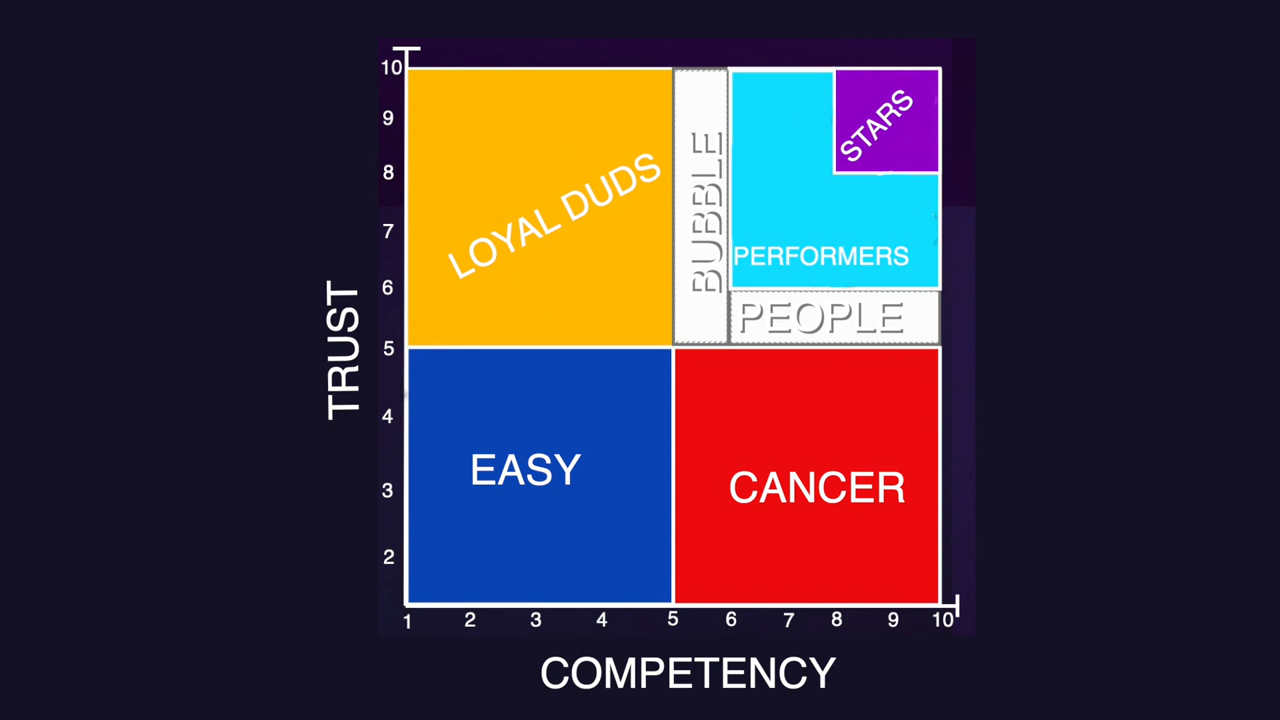 10
9
8
7
6
5
4
3
2
TRUST
LOYAL DUDS
BUBBLE
STARS
PERFORMERS
PEOPLE
EASY
CANCER
1 2 3 4 5 6 7 8 9 10
COMPETENCY